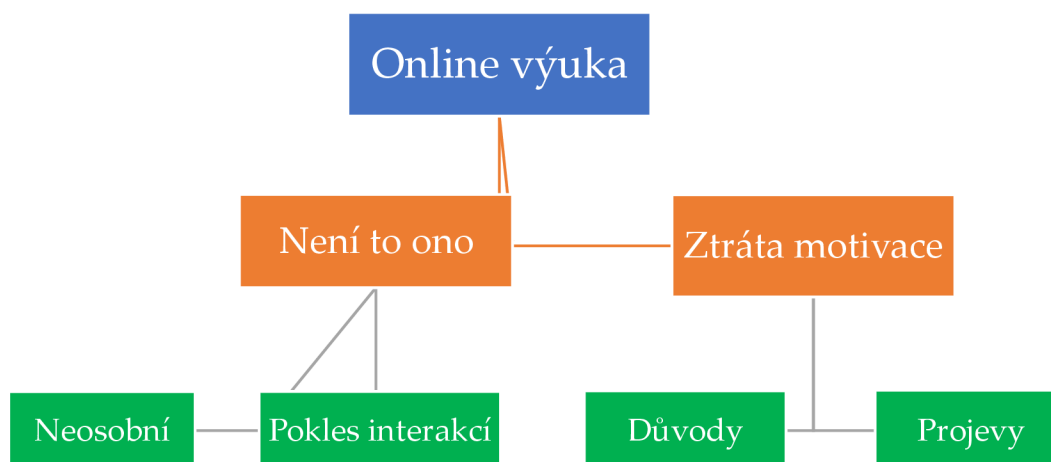 Online výuka
Není to ono
Ztráta motivace
Neosobní
Pokles interakcí
Důvody
Projevy